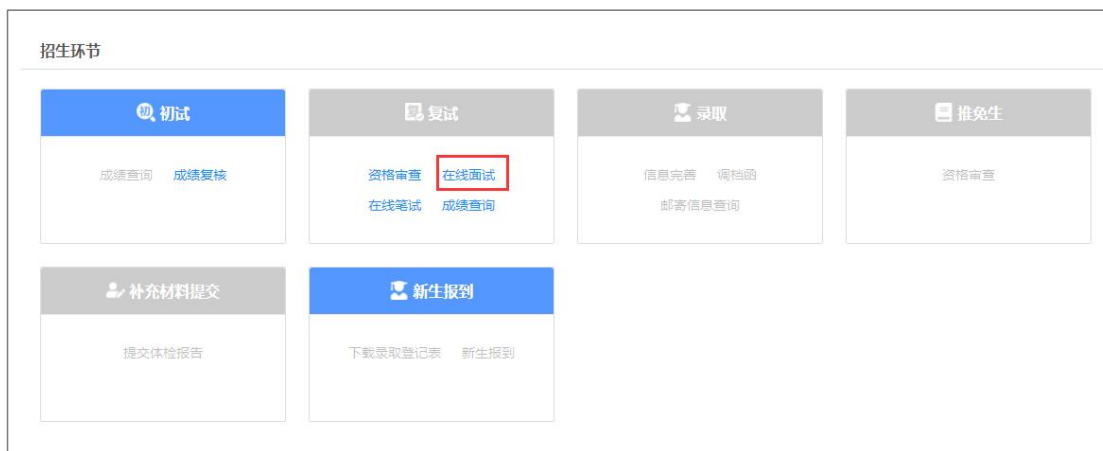 招生环节
初 初试
复 复试
录取
推免生
成绩查询 成绩复核
资格审查 在线面试
在线笔试 成绩查询
信息完善 调档函
邮寄信息查询
资格审查
补充材料提交
新生报到
提交体检报告
下载录取登记表 新生报到